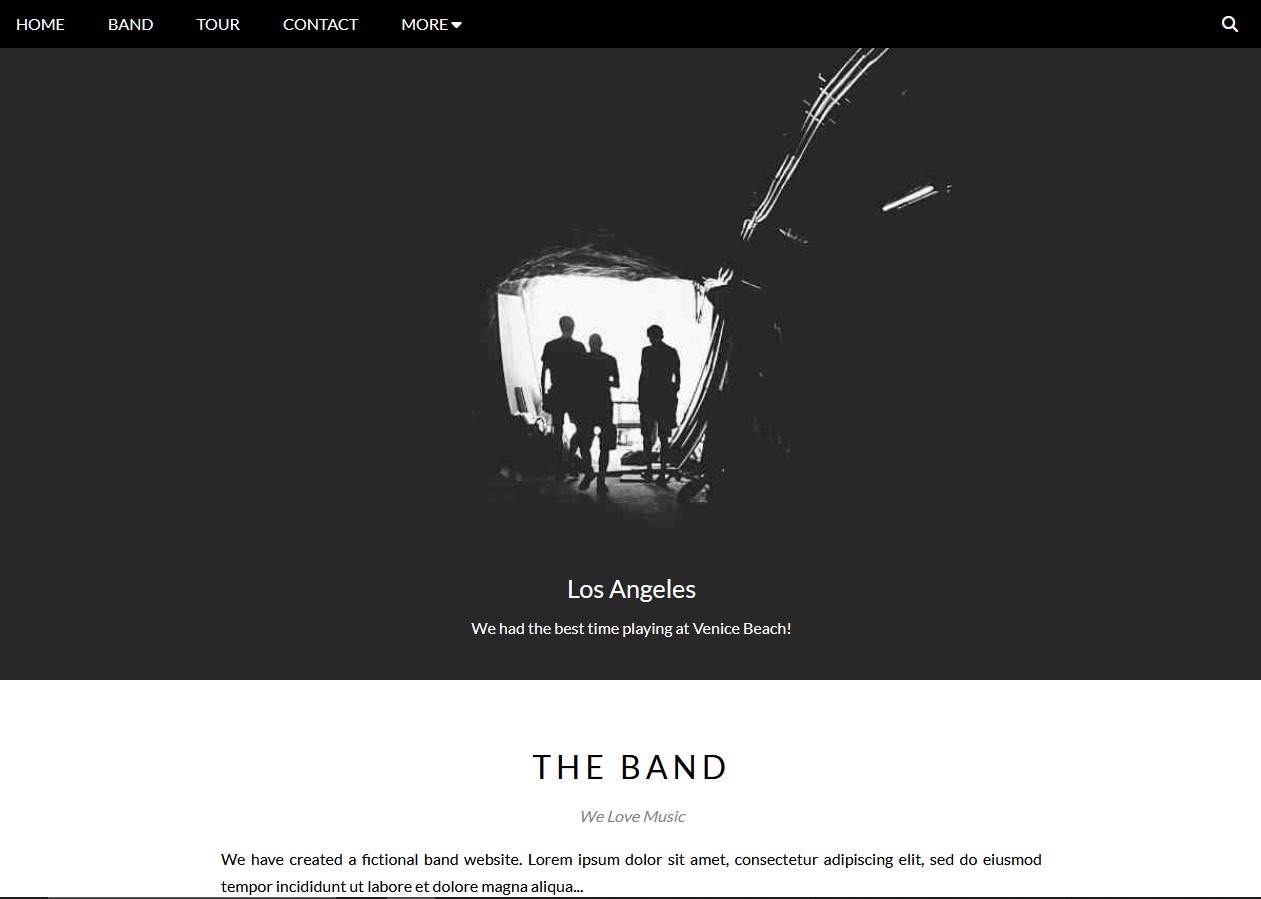 HOME BAND TOUR CONTACT MORE
Los Angeles
We had the best time playing at Venice Beach!
THE BAND
We Love Music
We have created a fictional band website. Lorem ipsum dolor sit amet, consectetur adipiscing elit, sed do eiusmod
tempor incididunt ut labore et dolore magna aliqua...